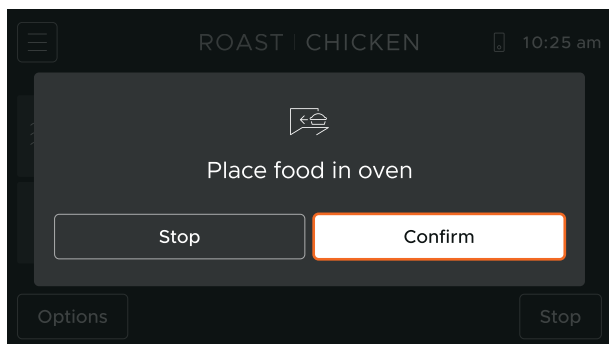 ROAST | CHICKEN
10:25 am
Place food in oven
Stop
Confirm
Options
Stop